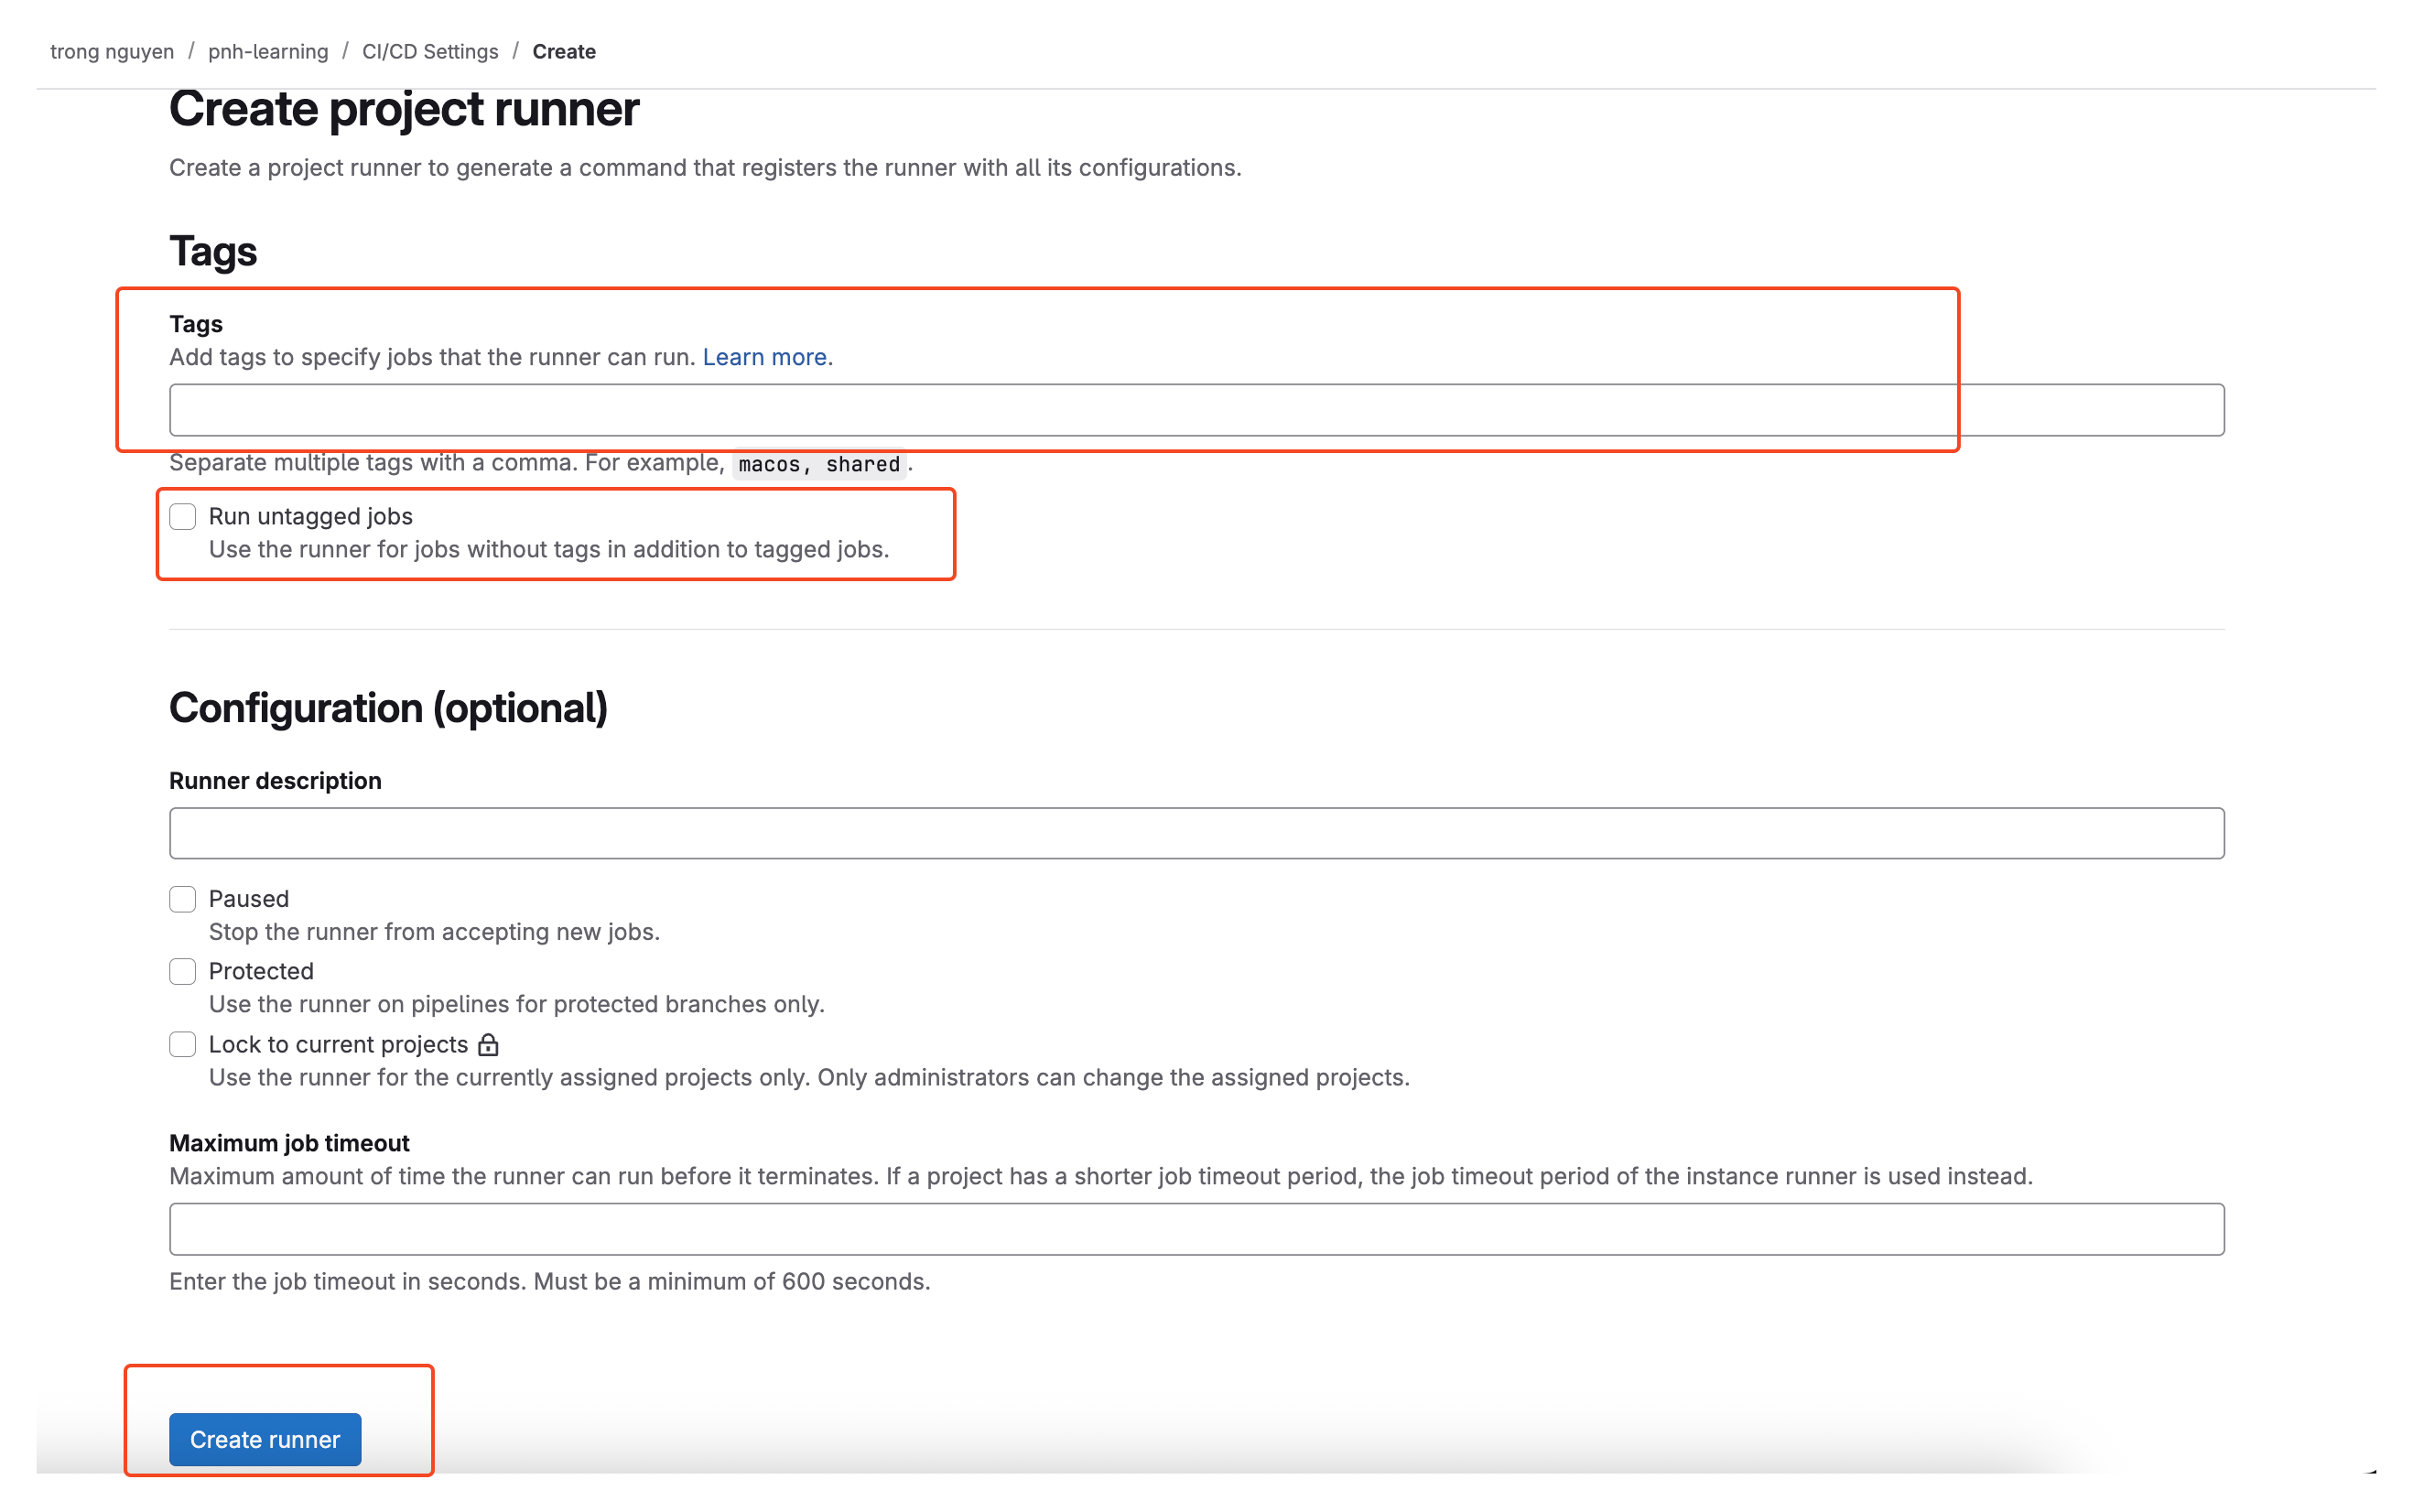 trong nguyen / pnh-learning / CI/CD Settings / Create
Create project runner
Create a project runner to generate a command that registers the runner with all its configurations.
Tags
Tags
Add tags to specify jobs that the runner can run. Learn more.
Separate multiple tags with a comma. For example, macos, shared.
Run untagged jobs
Use the runner for jobs without tags in addition to tagged jobs.
Configuration (optional)
Runner description
Paused
Stop the runner from accepting new jobs.
Protected
Use the runner on pipelines for protected branches only.
Lock to current projects
Use the runner for the currently assigned projects only. Only administrators can change the assigned projects.
Maximum job timeout
Maximum amount of time the runner can run before it terminates. If a project has a shorter job timeout period, the job timeout period of the instance runner is used instead.
Enter the job timeout in seconds. Must be a minimum of 600 seconds.
Create runner